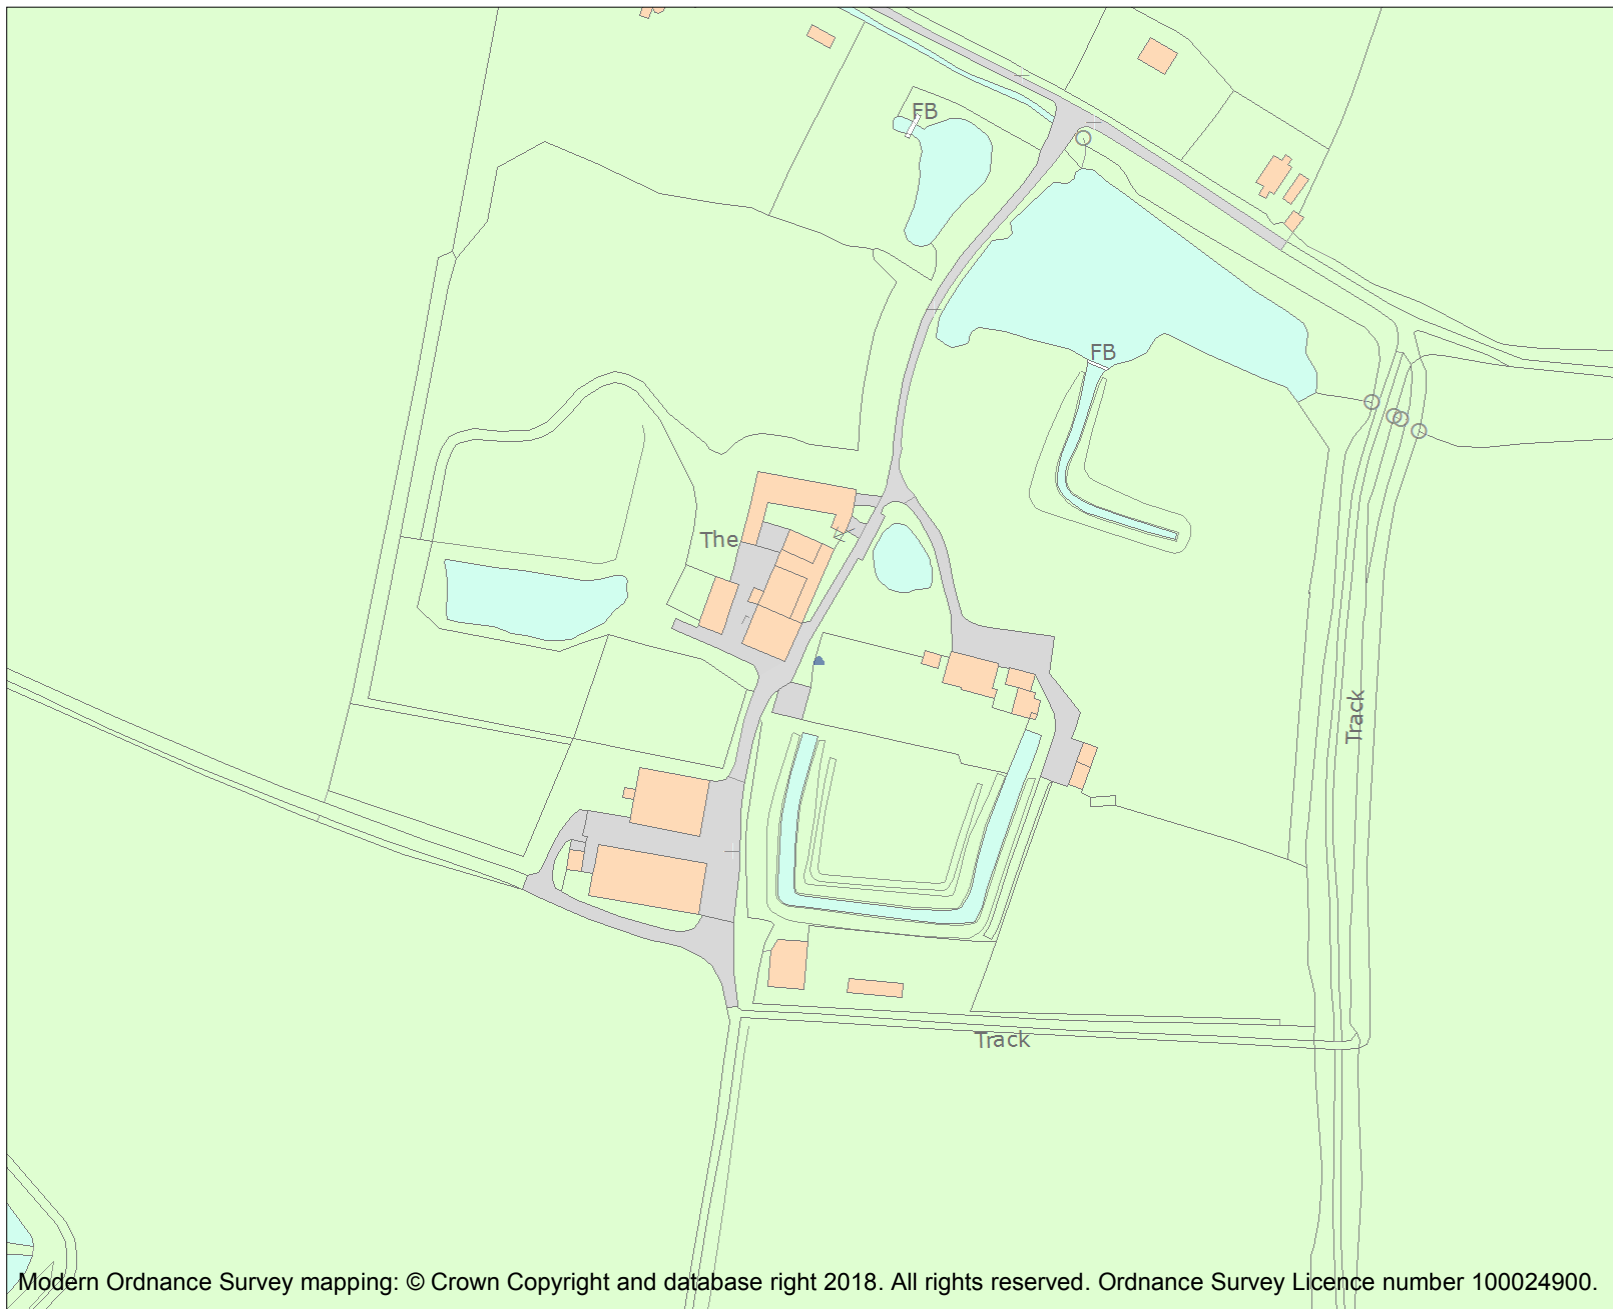 FB
FB
The
Track
Track
Modern Ordnance Survey mapping: © Crown Copyright and database right 2018. All rights reserved. Ordnance Survey Licence number 100024900.